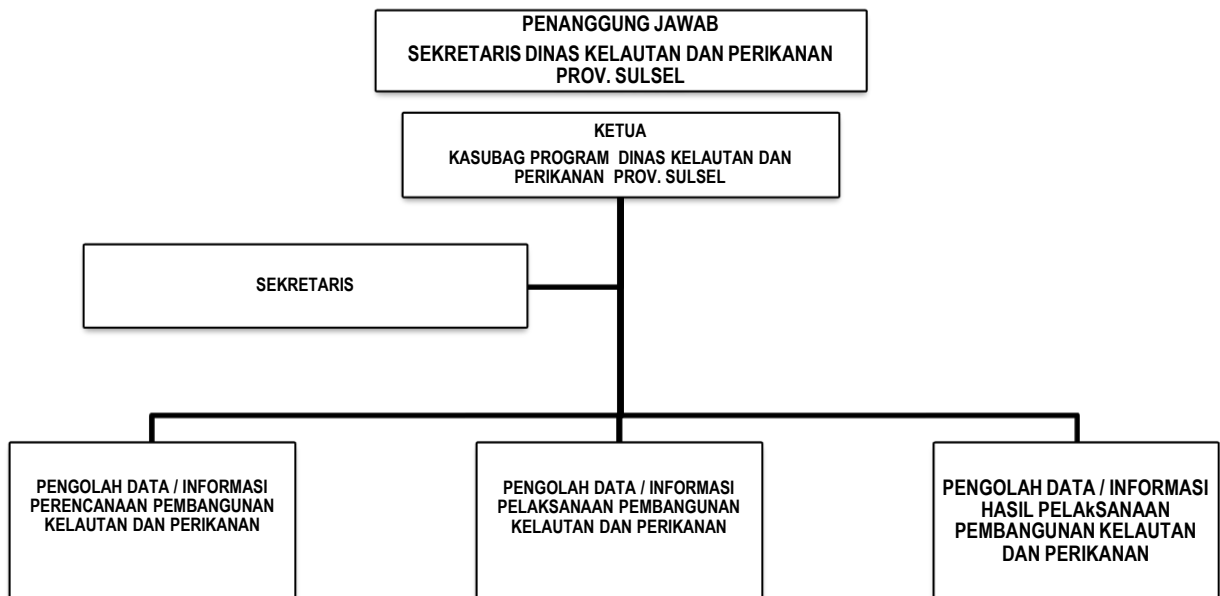 PENANGGUNG JAWAB
SEKRETARIS DINAS KELAUTAN DAN PERIKANAN
PROV. SULSEL
KETUA
KASUBAG PROGRAM DINAS KELAUTAN DAN
PERIKANAN PROV. SULSEL
SEKRETARIS
PENGOLAH DATA / INFORMASI
PERENCANAAN PEMBANGUNAN
KELAUTAN DAN PERIKANAN
PENGOLAH DATA / INFORMASI
PELAKSANAAN PEMBANGUNAN
KELAUTAN DAN PERIKANAN
PENGOLAH DATA / INFORMASI
HASIL PELAkSANAAN
PEMBANGUNAN KELAUTAN
DAN PERIKANAN